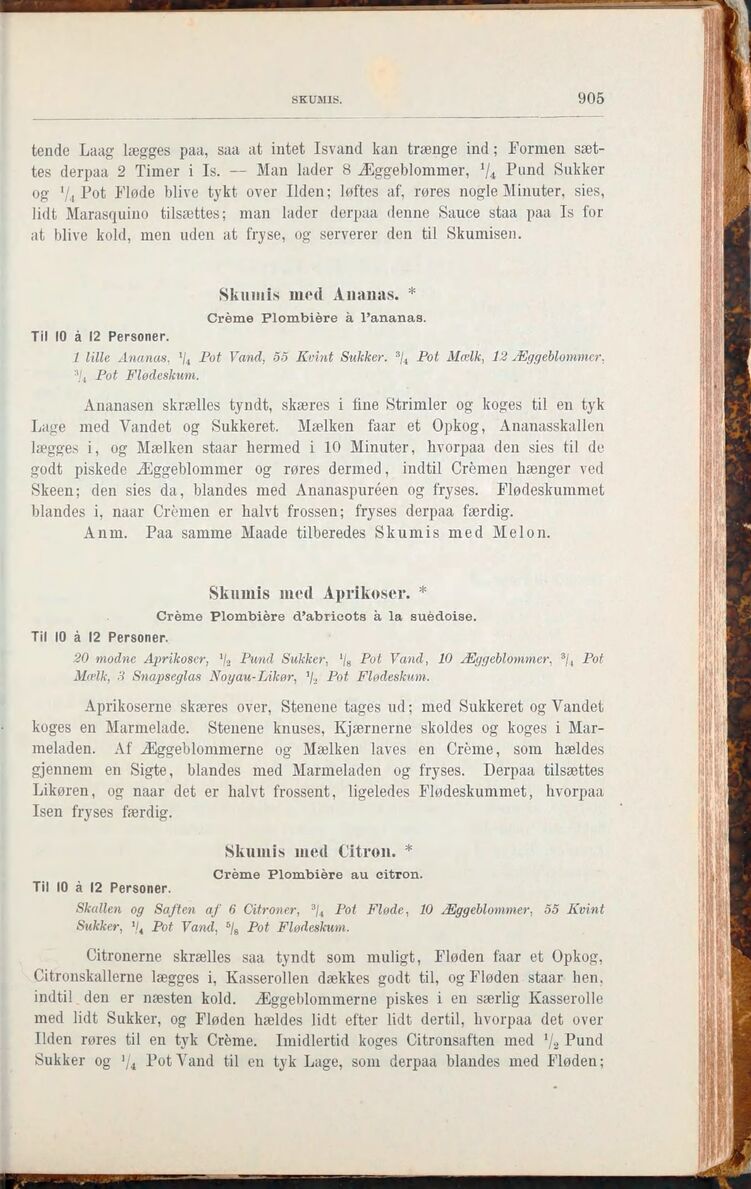 SKUMIS. 905
tende Laag lægges paa, saa at intet Isvand kan trænge ind; Formen sæt-
tes derpaa 2 Timer i Is. — Man lader 8 Æggeblommer, 1/4 Pund Sukker
og 1/4 Pot Fløde blive tykt over Ilden; løftes af, røres nogle Minuter, sies,
lidt Marasquino tilsættes; man lader derpaa denne Sauce staa paa Is for
at blive kold, men uden at fryse, og serverer den til Skumisen.
Skumis med Ananas. *
Crème Plombière à l'ananas.
Til 10 à 12 Personer.
1 lille Ananas, 1/4 Pot Vand, 55 Kvint Sukker. 3/4 Pot Mælk, 12 Æggeblommer,
3/4 Pot Flødeskum.
Ananasen skrælles tyndt, skæres i fine Strimler og koges til en tyk
Lage med Vandet og Sukkeret. Mælken faar et Opkog, Ananasskallen
lægges i, og Mælken staar hermed i 10 Minuter, hvorpaa den sies til de
godt piskede Æggeblommer og røres dermed, indtil Crèmen hænger ved
Skeen; den sies da, blandes med Ananaspuréen og fryses. Flødeskummet
blandes i, naar Crèmen er halvt frossen; fryses derpaa færdig.
Anm. Paa samme Maade tilberedes Skumis med Melon.
Skumis med Aprikoser. *
Crème Plombière d'abricots à la suédoise.
Til 10 à 12 Personer.
20 modne Aprikoser, 1/2 Pund Sukker, 1/8 Pot Vand, 10 Æggeblommer, 3/4 Pot
Mælk, 3 Snapseglas Noyau-Likør, 1/2 Pot Flødeskum.
Aprikoserne skæres over, Stenene tages ud; med Sukkeret og Vandet
koges en Marmelade. Stenene knuses, Kjærnerne skoldes og koges i Mar-
meladen. Af Æggeblommerne og Mælken laves en Crème, som hældes
gjennem en Sigte, blandes med Marmeladen og fryses. Derpaa tilsættes
Likøren, og naar det er halvt frossent, ligeledes Flødeskummet, hvorpaa
Isen fryses færdig.
Skumis med Citron. *
Crème Plombière au citron.
Til 10 à 12 Personer.
Skallen og Saften af 6 Citroner, 3/4 Pot Fløde, 10 Æggeblommer, 55 Kvint
Sukker, 1/4 Pot Vand, 5/8 Pot Flødeskum.
Citronerne skrælles saa tyndt som muligt, Fløden faar et Opkog,
Citronskallerne lægges i, Kasserollen dækkes godt til, og Fløden staar hen,
indtil den er næsten kold. Æggeblommerne piskes i en særlig Kasserolle
med lidt Sukker, og Fløden hældes lidt efter lidt dertil, hvorpaa det over
Ilden røres til en tyk Crème. Imidlertid koges Citronsaften med 1/2 Pund
Sukker og 1/4 Pot Vand til en tyk Lage, som derpaa blandes med Fløden;